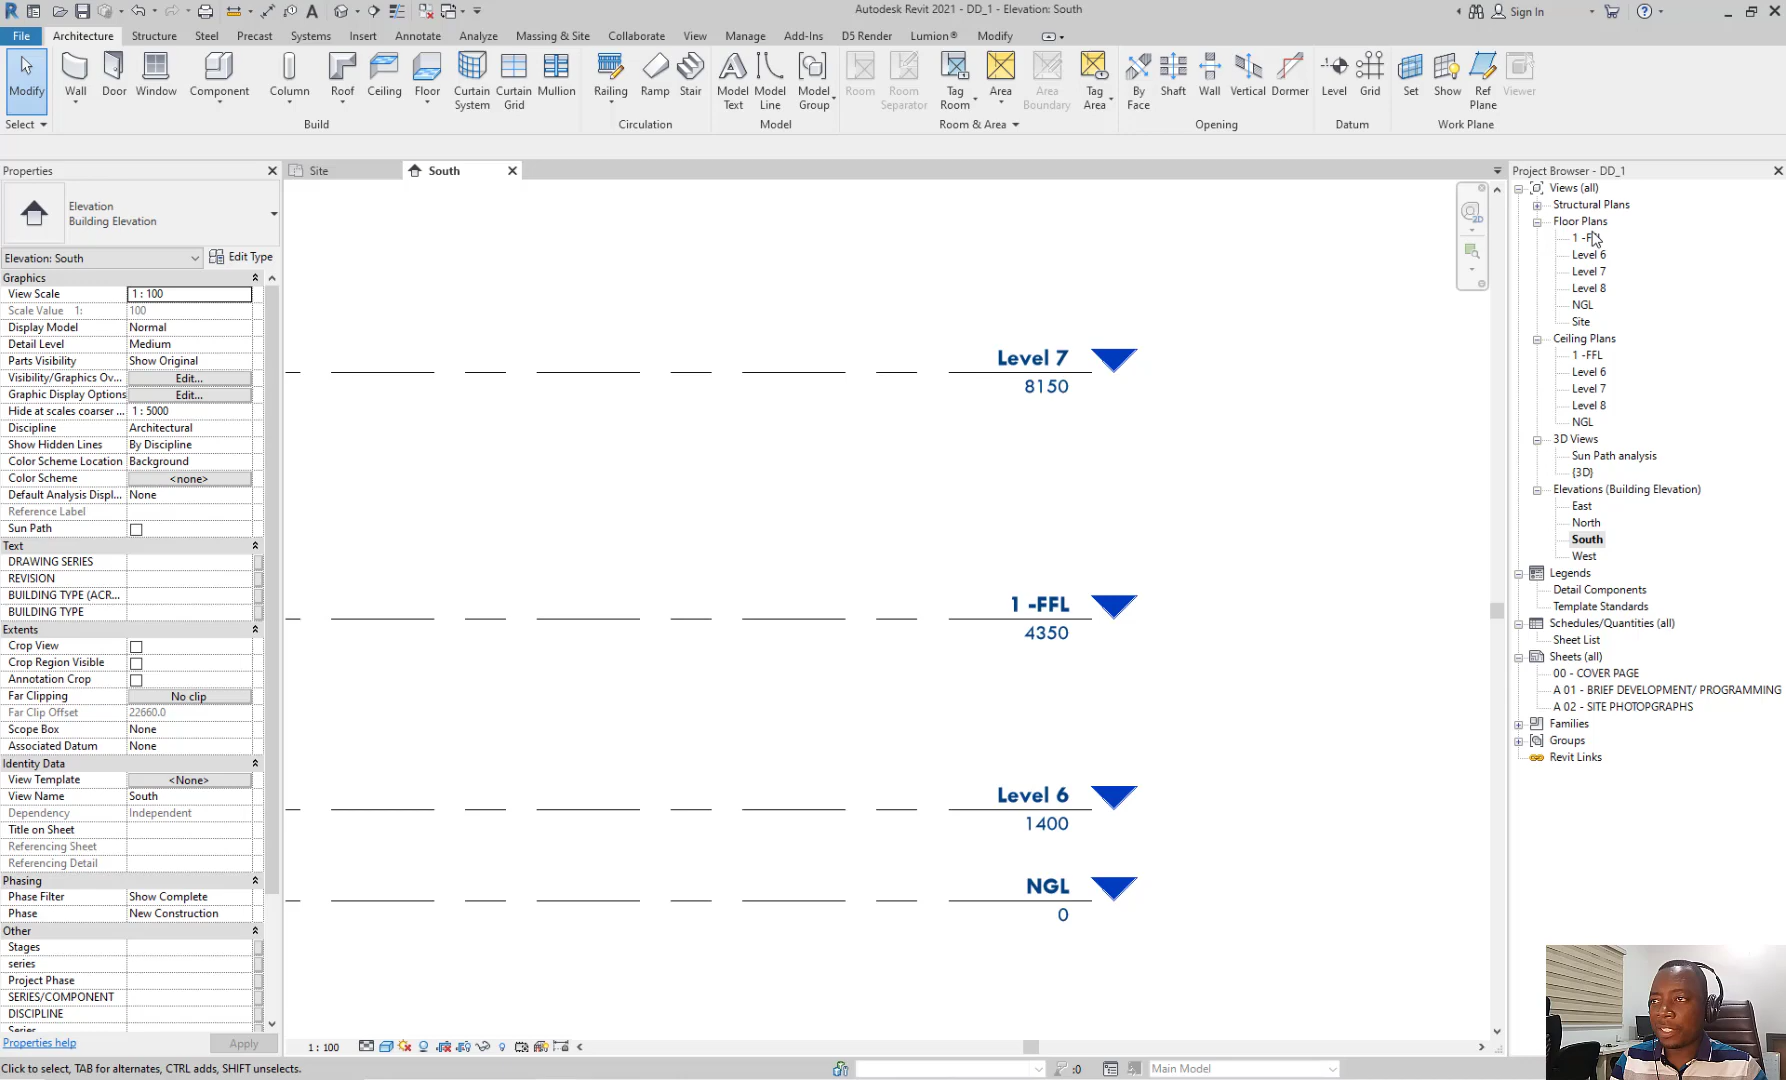 Autodesk Revit 2021 - DD_1 - Elevation: South
Sign In
File Architecture Structure Steel Precast Systems Insert Annotate Analyze Massing & Site Collaborate View Manage Add-Ins D5 Render Lumion® Modify
Modify Wall Door Window Component Column Roof Ceiling Floor Curtain System Curtain Grid Mullion Railing Ramp Stair Model Text Model Line Model Group Room Room Separator Tag Room Area Area Boundary Tag Area By Face Shaft Wall Vertical Dormer Level Grid Set Show Ref Plane Viewer
Select Build Circulation Model Room & Area Opening Datum Work Plane
Properties
Elevation
Building Elevation
Elevation: South Edit Type
Graphics
View Scale 1 : 100
Scale Value 1: 100
Display Model Normal
Detail Level Medium
Parts Visibility Show Original
Visibility/Graphics Ov... Edit...
Graphic Display Options Edit...
Hide at scales coarser ... 1 : 5000
Discipline Architectural
Show Hidden Lines By Discipline
Color Scheme Location Background
Color Scheme <none>
Default Analysis Displ... None
Reference Label
Sun Path
Text
DRAWING SERIES
REVISION
BUILDING TYPE (ACR...
BUILDING TYPE
Extents
Crop View
Crop Region Visible
Annotation Crop
Far Clipping No clip
Far Clip Offset 22660.0
Scope Box None
Associated Datum None
Identity Data
View Template <None>
View Name South
Dependency Independent
Title on Sheet
Referencing Sheet
Referencing Detail
Phasing
Phase Filter Show Complete
Phase New Construction
Other
Stages
series
Project Phase
SERIES/COMPONENT
DISCIPLINE
Series
Properties help Apply
Site South
2D
Level 7
8150
1 -FFL
4350
Level 6
1400
NGL
0
1 : 100
Project Browser - DD_1
Views (all)
Structural Plans
Floor Plans
1 -FFL
Level 6
Level 7
Level 8
NGL
Site
Ceiling Plans
1 -FFL
Level 6
Level 7
Level 8
NGL
3D Views
Sun Path analysis
{3D}
Elevations (Building Elevation)
East
North
South
West
Legends
Detail Components
Template Standards
Schedules/Quantities (all)
Sheet List
Sheets (all)
00 - COVER PAGE
A 01 - BRIEF DEVELOPMENT/ PROGRAMMING
A 02 - SITE PHOTOPGRAPHS
Families
Groups
Revit Links
Click to select, TAB for alternates, CTRL adds, SHIFT unselects. :0 Main Model